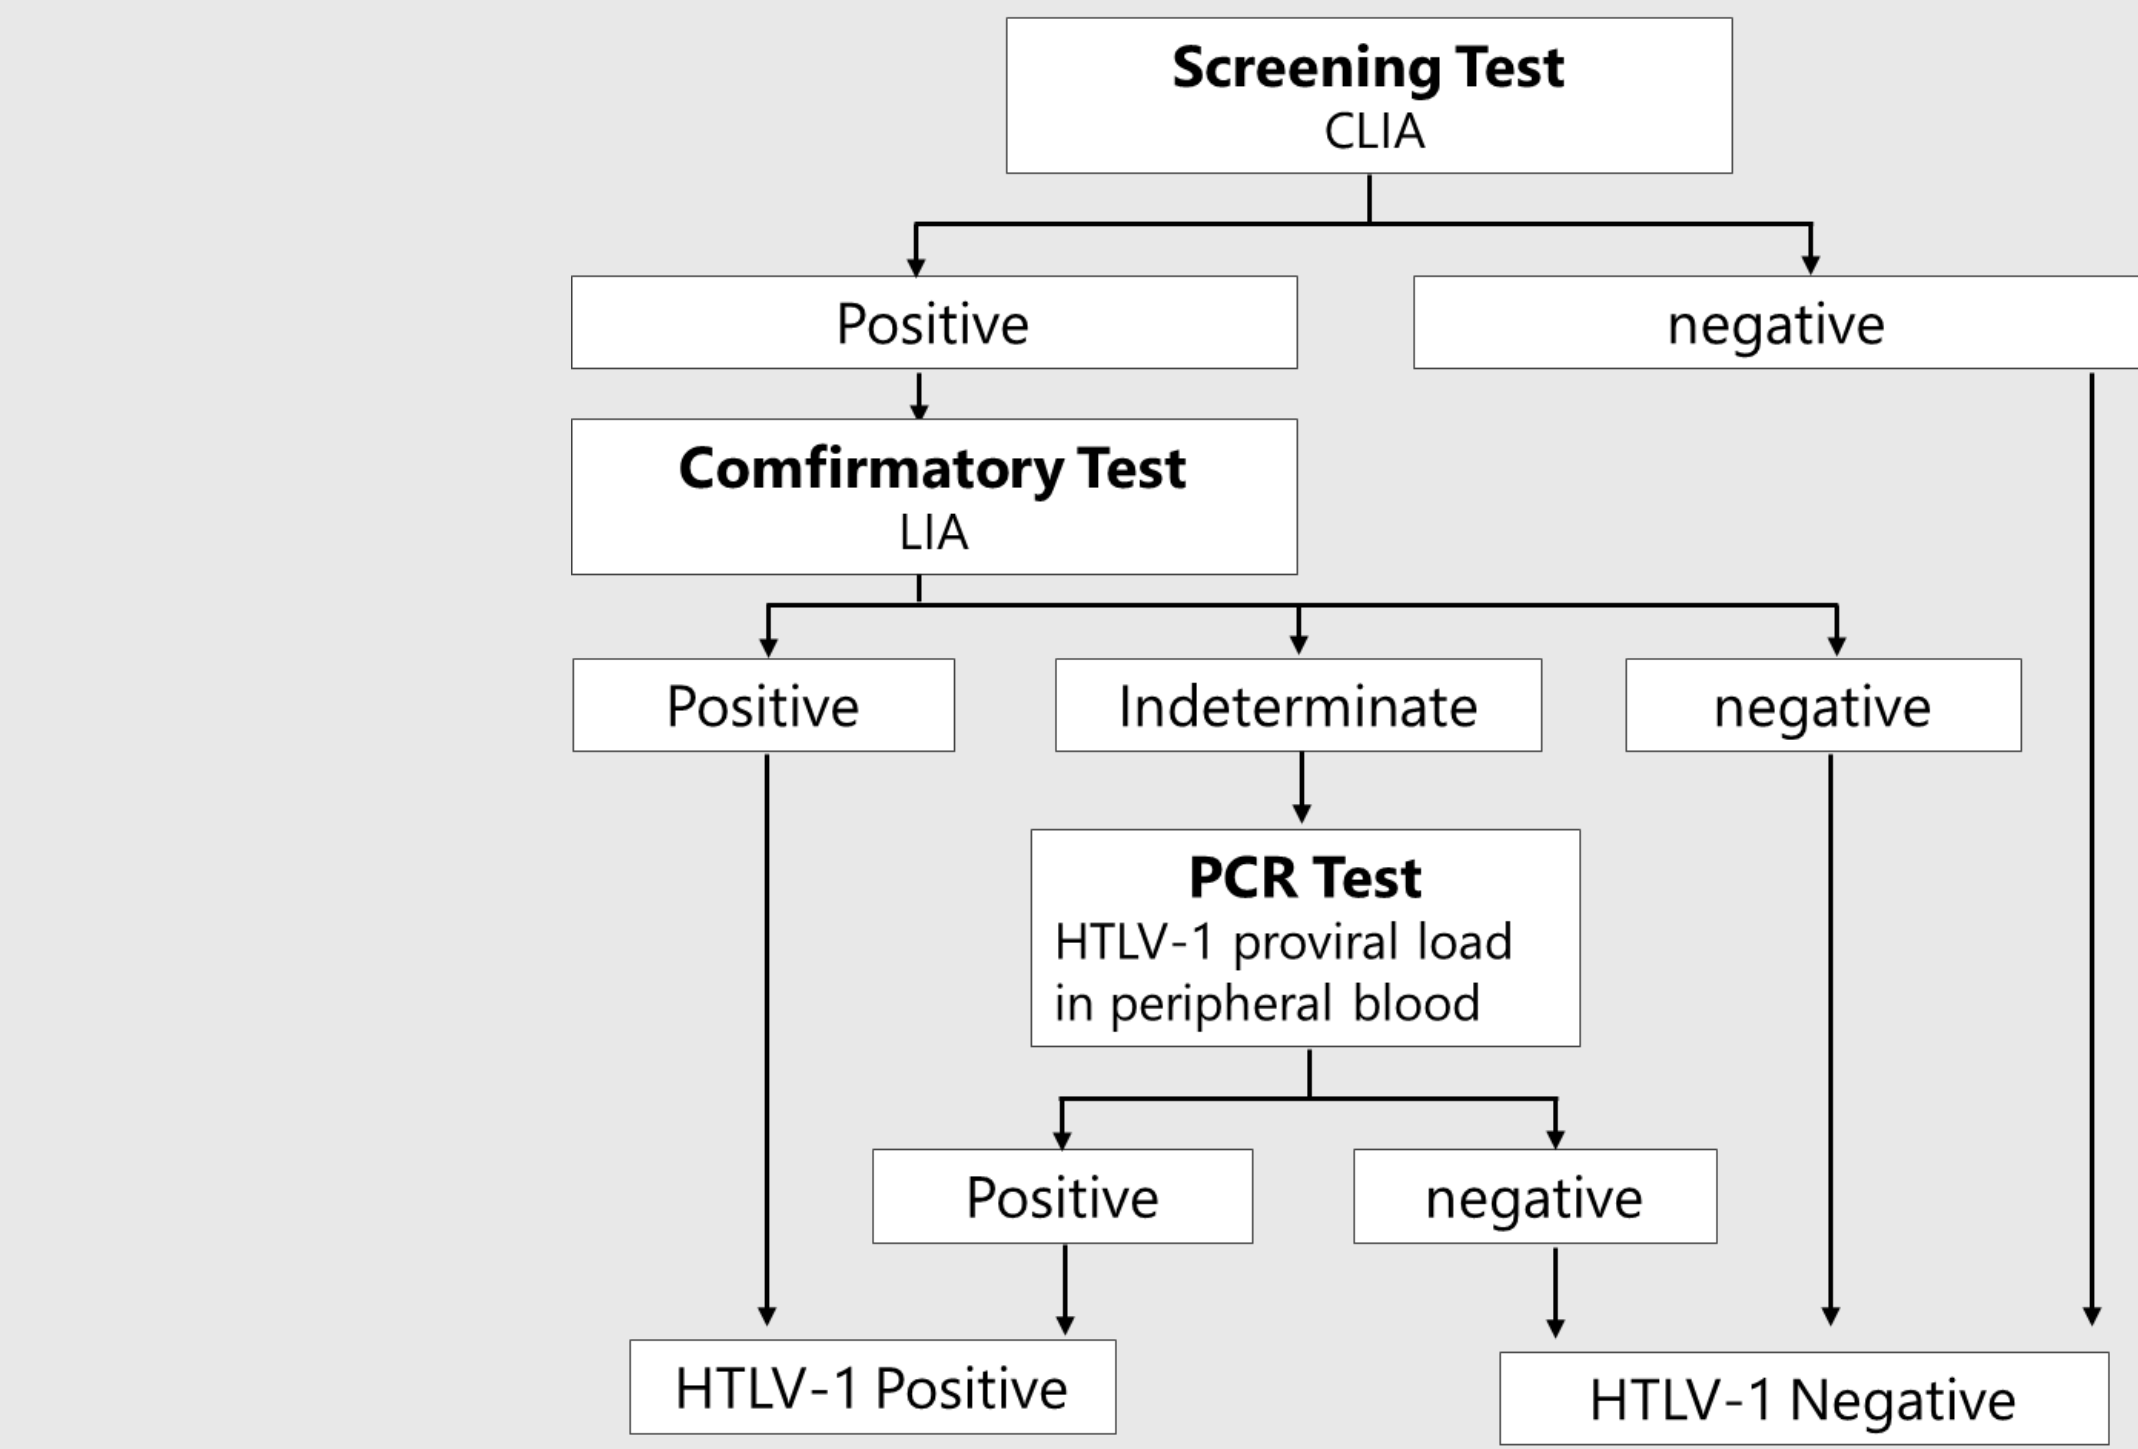 Screening Test
CLIA
Positive
negative
Comfirmatory Test
LIA
Positive
Indeterminate
negative
PCR Test
HTLV-1 proviral load
in peripheral blood
Positive
negative
HTLV-1 Positive
HTLV-1 Negative